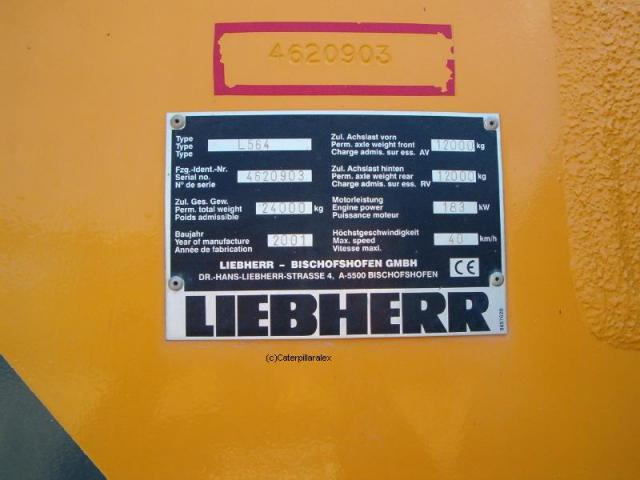 4620903
Type
Type L564
Type
Fzg.-Ident.-Nr.
Serial no. 4620903
N° de serie
Zul. Ges. Gew.
Perm. total weight 24000 kg
Poids admissible
Baujahr
Year of manufacture 2001
Année de fabrication
Zul. Achslast vorn
Perm. axle weight front 12000 kg
Charge admis. sur ess. AV
Zul. Achslast hinten
Perm. axle weight rear 12000 kg
Charge admis. sur ess. RV
Motorleistung
Engine power 183 kW
Puissance moteur
Höchstgeschwindigkeit
Max. speed 40 km/h
Vitesse maxi.
LIEBHERR - BISCHOFSHOFEN GMBH
DR.-HANS-LIEBHERR-STRASSE 4, A-5500 BISCHOFSHOFEN
CE
LIEBHERR
(c)Caterpillaralex